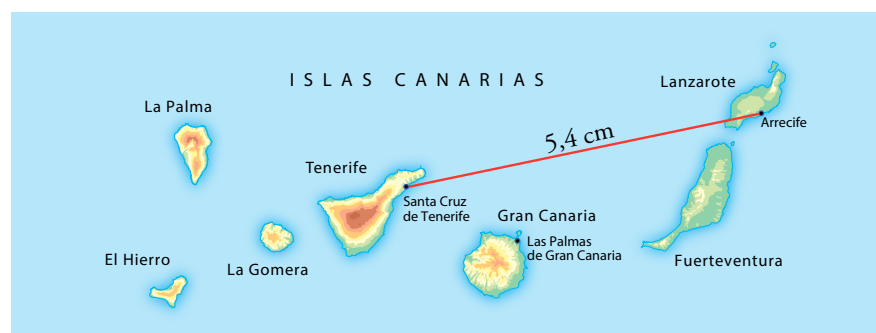 ISLAS CANARIAS
Lanzarote
La Palma
Arrecife
5,4 cm
Tenerife
Santa Cruz
de Tenerife
Gran Canaria
Las Palmas
de Gran Canaria
El Hierro
La Gomera
Fuerteventura